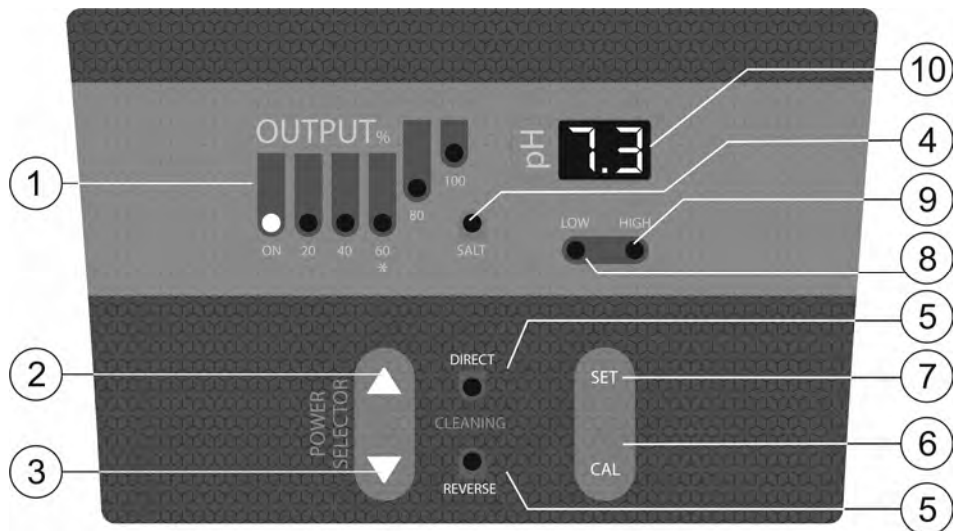 10
OUTPUT%
pH
7.3
4
1
100
80
9
LOW HIGH
ON 20 40 60
*
SALT
8
5
2
DIRECT
SET
7
POWER
SELECTOR
CLEANING
6
3
CAL
REVERSE
5